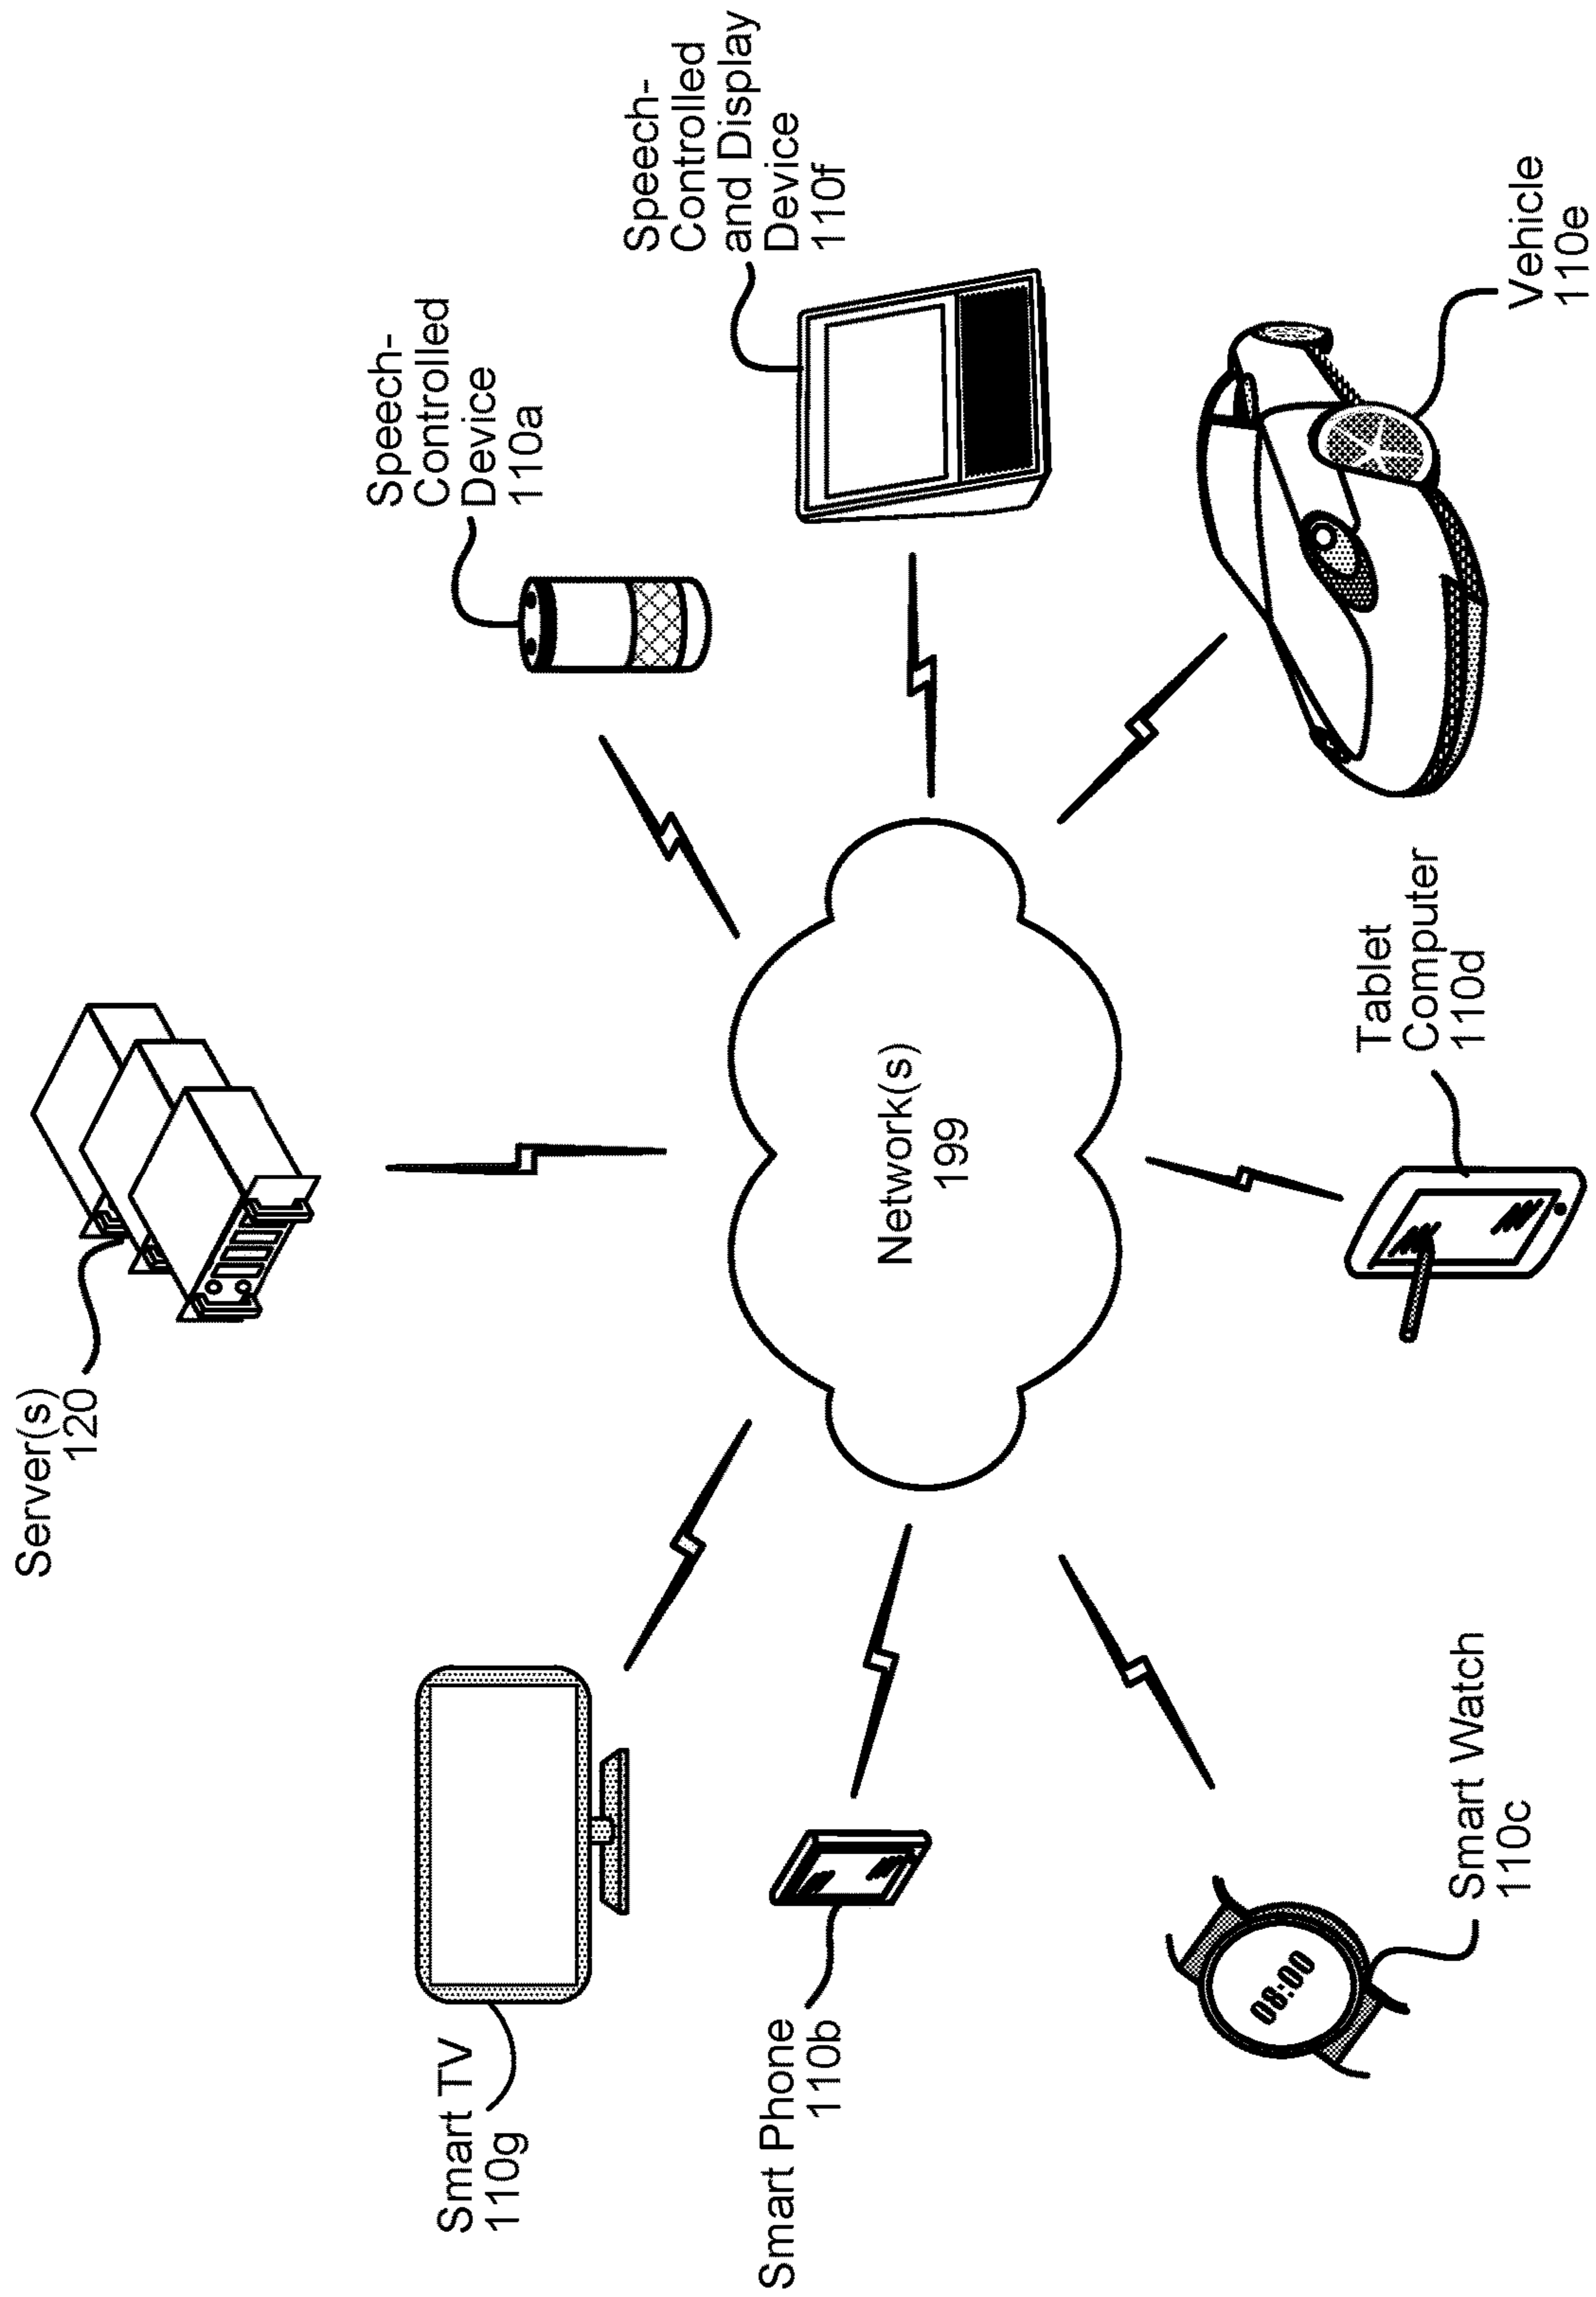 Server(s)
120
Speech-
Controlled
Device
110a
Smart TV
110g
Speech-
Controlled
and Display
Device
110f
Smart Phone
110b
Network(s)
199
Smart Watch
110c
08:00
Tablet
Computer
110d
Vehicle
110e